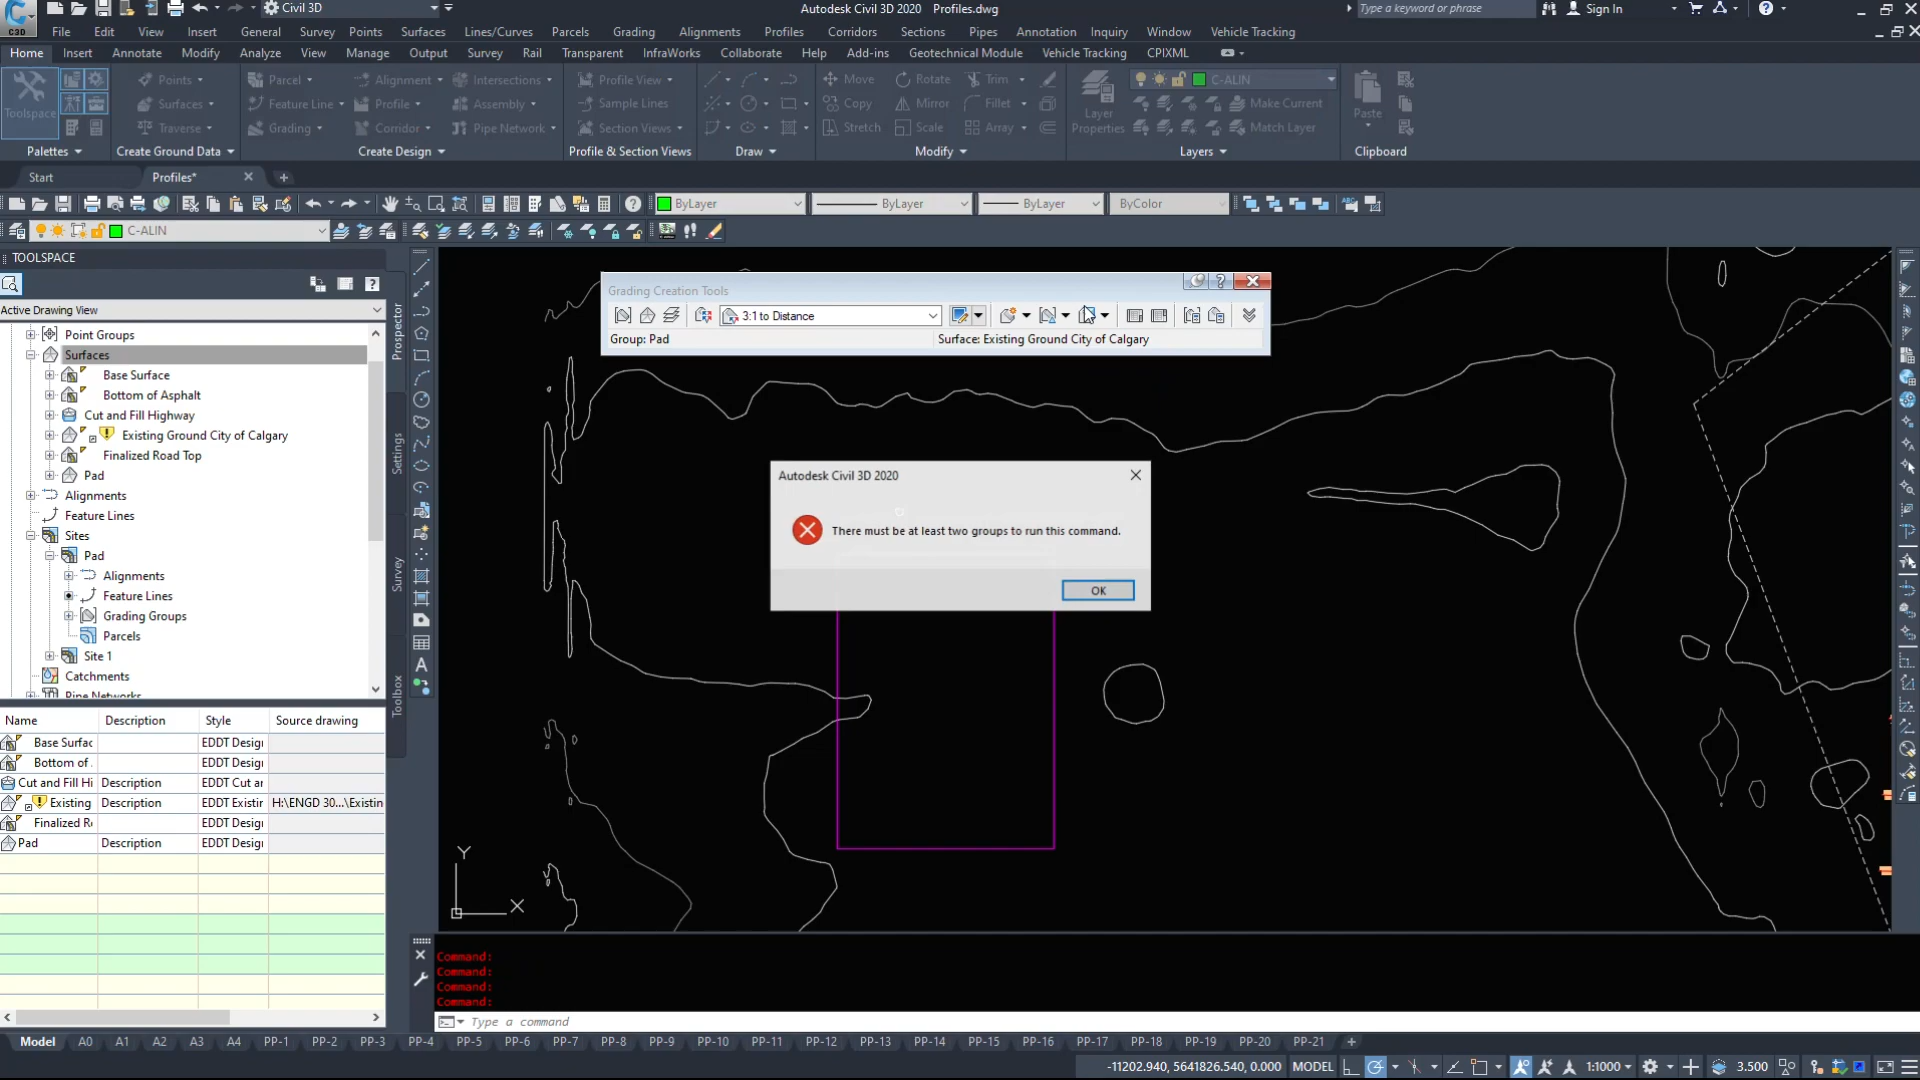 Civil 3D
Autodesk Civil 3D 2020 Profiles.dwg
Type a keyword or phrase
Sign In
C3D
File Edit View Insert General Survey Points Surfaces Lines/Curves Parcels Grading Alignments Profiles Corridors Sections Pipes Annotation Inquiry Window Vehicle Tracking
Home Insert Annotate Modify Analyze View Manage Output Survey Rail Transparent InfraWorks Collaborate Help Add-ins Geotechnical Module Vehicle Tracking CPIXML
Points Parcel Alignment Intersections Profile View Move Rotate Trim C-ALIN
Toolspace Surfaces Feature Line Profile Assembly Sample Lines Copy Mirror Fillet Layer Properties Make Current Paste
Traverse Grading Corridor Pipe Network Section Views Stretch Scale Array Match Layer
Palettes Create Ground Data Create Design Profile & Section Views Draw Modify Layers Clipboard
Start Profiles*
ByLayer ByLayer ByLayer ByColor
C-ALIN
TOOLSPACE
Active Drawing View
Point Groups
Surfaces
Base Surface
Bottom of Asphalt
Cut and Fill Highway
Existing Ground City of Calgary
Finalized Road Top
Pad
Alignments
Feature Lines
Sites
Pad
Alignments
Feature Lines
Grading Groups
Parcels
Site 1
Catchments
Pipe Networks
Prospector
Settings
Survey
Toolbox
Name Description Style Source drawing
Base Surfac EDDT Desig
Bottom of EDDT Desig
Cut and Fill Hi Description EDDT Cut ar
Existing Description EDDT Existir H:\ENGD 30...\Existin
Finalized R EDDT Desig
Pad Description EDDT Desig
Grading Creation Tools
3:1 to Distance
Group: Pad Surface: Existing Ground City of Calgary
Autodesk Civil 3D 2020
There must be at least two groups to run this command.
OK
Y
X
Command:
Command:
Command:
Command:
Type a command
Model A0 A1 A2 A3 A4 PP-1 PP-2 PP-3 PP-4 PP-5 PP-6 PP-7 PP-8 PP-9 PP-10 PP-11 PP-12 PP-13 PP-14 PP-15 PP-16 PP-17 PP-18 PP-19 PP-20 PP-21
-11202.940, 5641826.540, 0.000 MODEL 1:1000 3.500